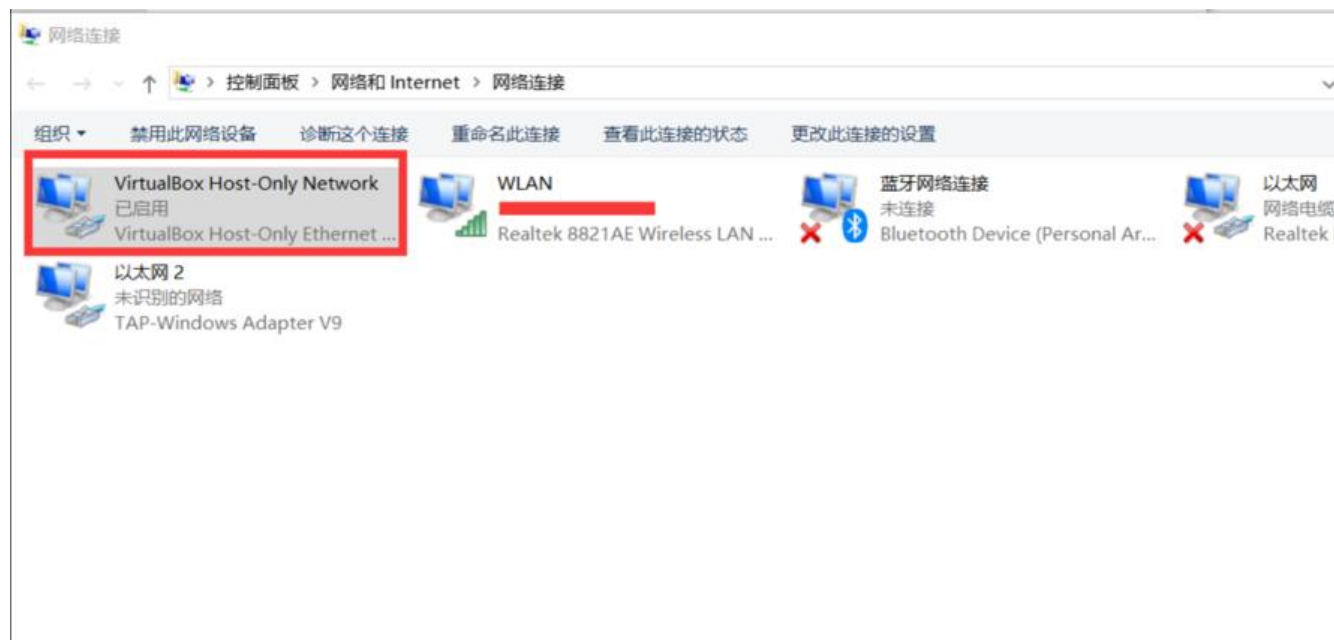 网络连接
控制面板 > 网络和 Internet > 网络连接
组织 禁用此网络设备 诊断这个连接 重命名此连接 查看此连接的状态 更改此连接的设置
VirtualBox Host-Only Network
已启用
VirtualBox Host-Only Ethernet ...
WLAN
Realtek 8821AE Wireless LAN ...
蓝牙网络连接
未连接
Bluetooth Device (Personal Ar...
以太网
网络电缆
Realtek
以太网 2
未识别的网络
TAP-Windows Adapter V9